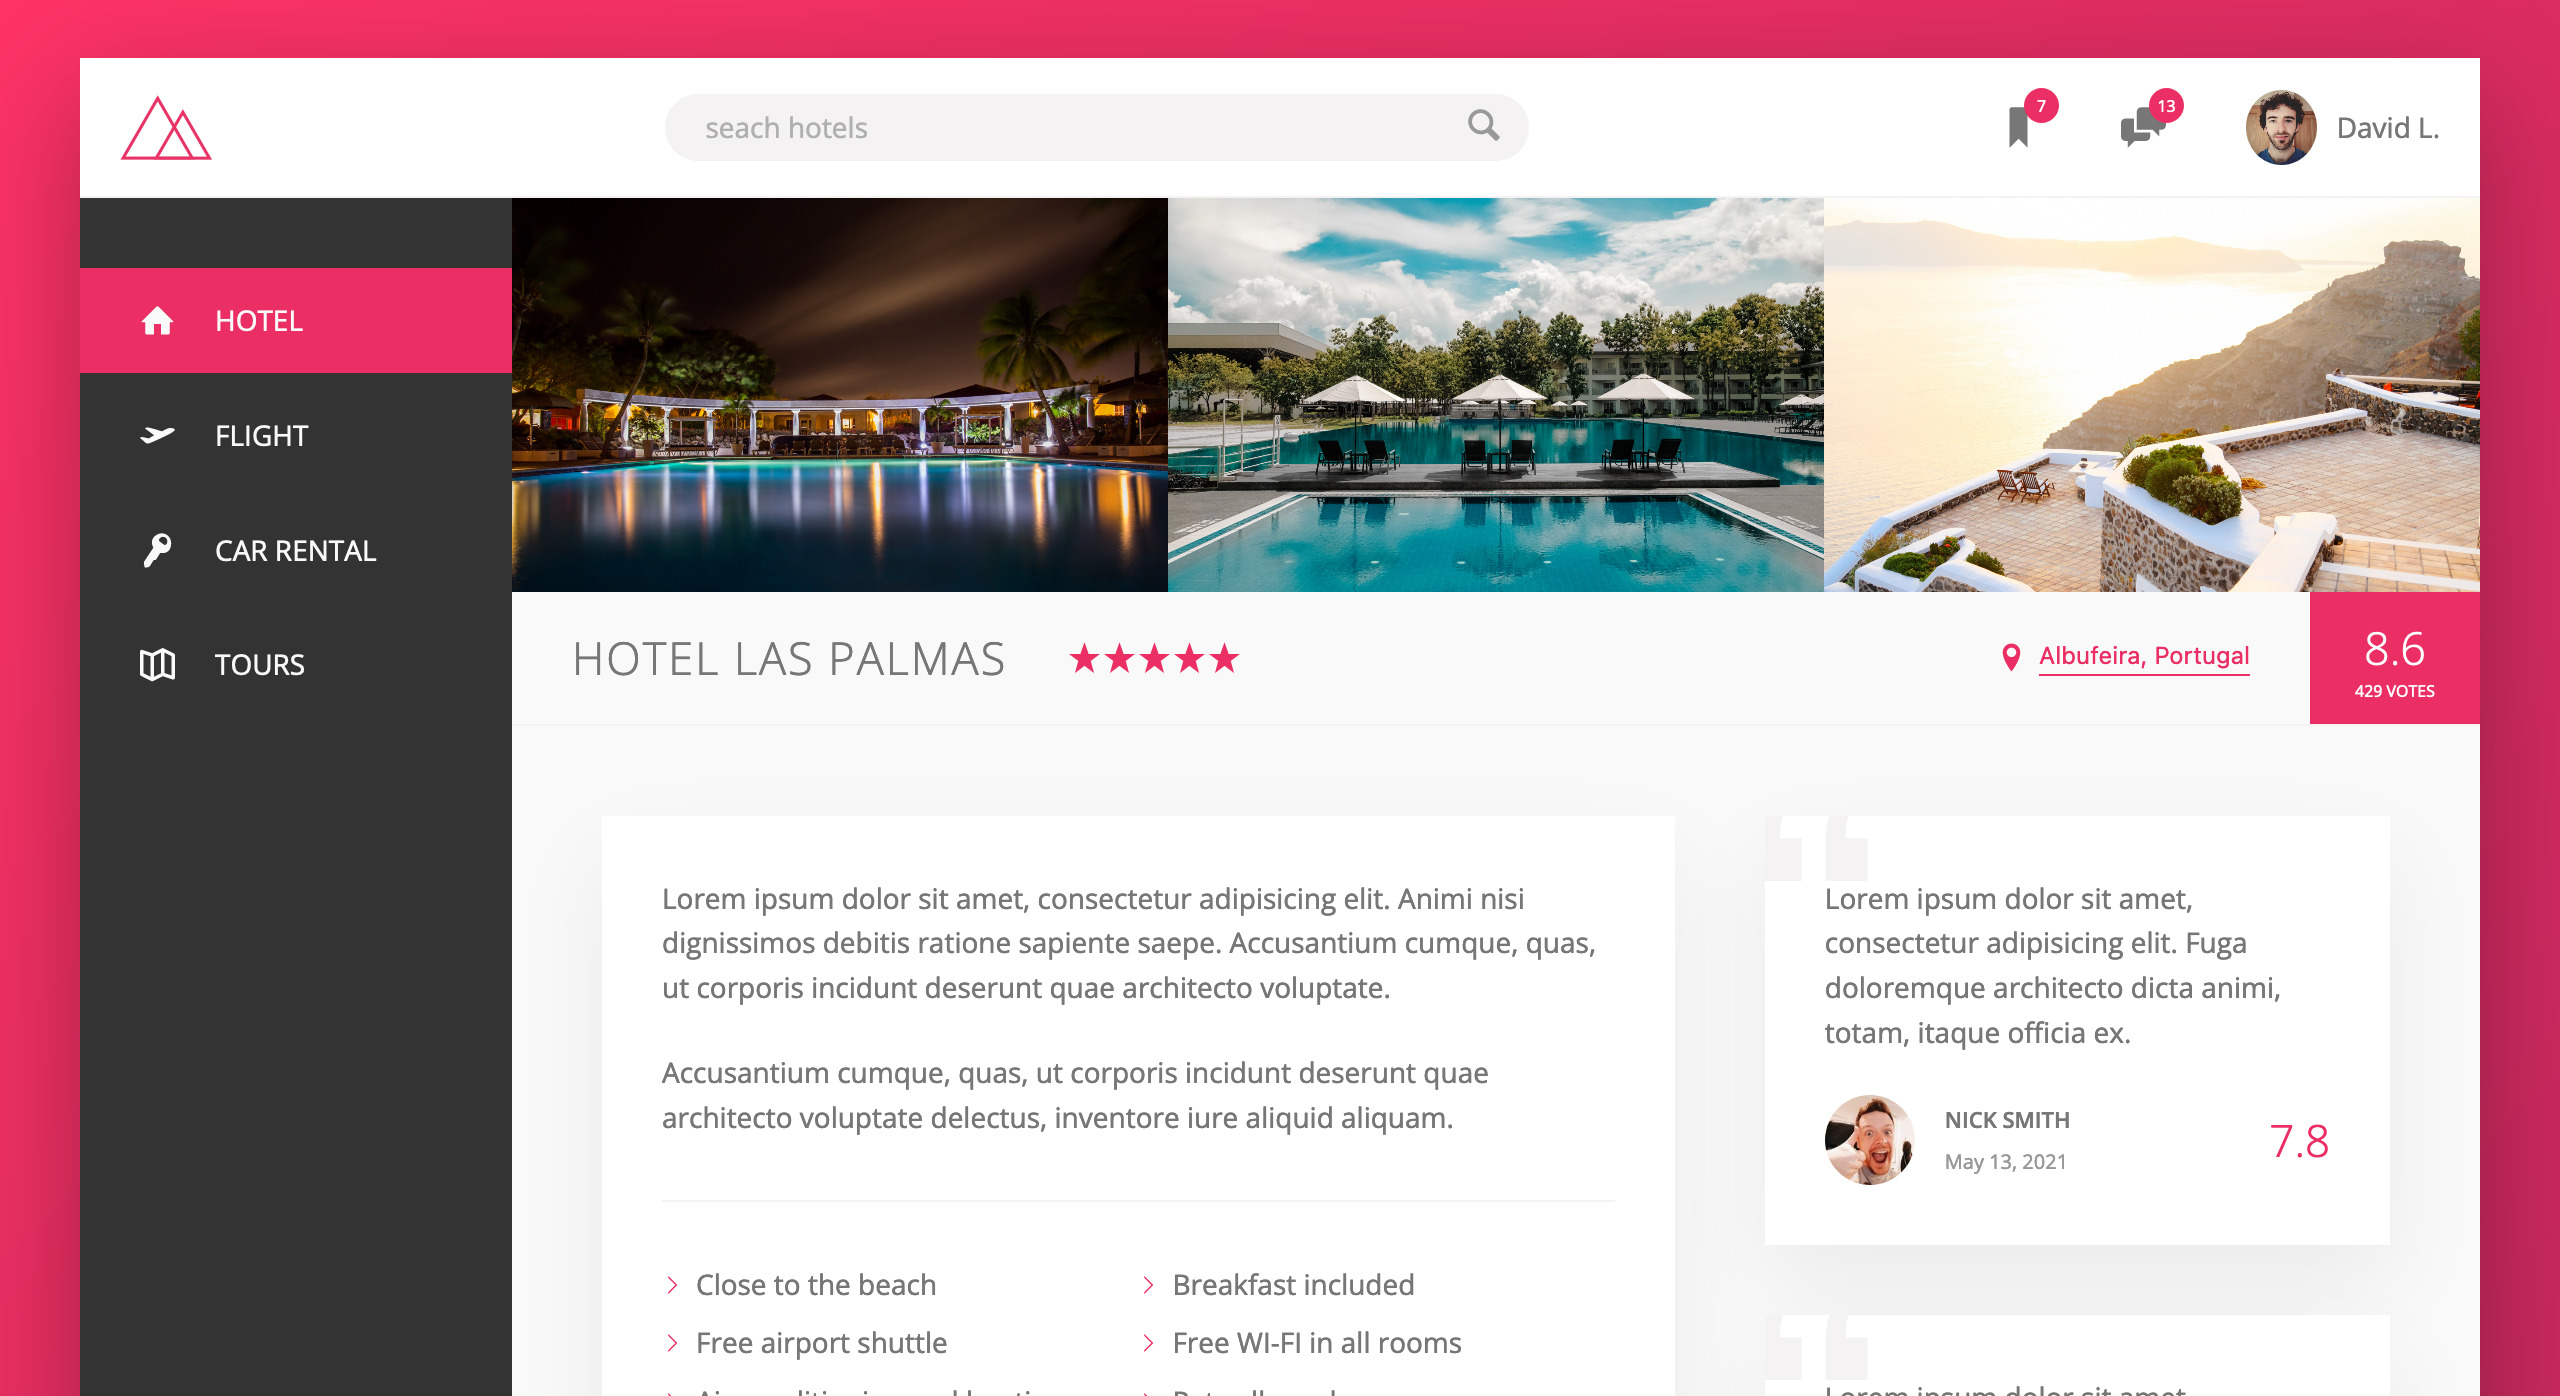 seach hotels
7
13
David L.
HOTEL
FLIGHT
CAR RENTAL
TOURS
HOTEL LAS PALMAS
Albufeira, Portugal
8.6
429 VOTES
Lorem ipsum dolor sit amet, consectetur adipisicing elit. Animi nisi
dignissimos debitis ratione sapiente saepe. Accusantium cumque, quas,
ut corporis incidunt deserunt quae architecto voluptate.
Accusantium cumque, quas, ut corporis incidunt deserunt quae
architecto voluptate delectus, inventore iure aliquid aliquam.
Close to the beach
Breakfast included
Free airport shuttle
Free WI-FI in all rooms
Lorem ipsum dolor sit amet,
consectetur adipisicing elit. Fuga
doloremque architecto dicta animi,
totam, itaque officia ex.
NICK SMITH
May 13, 2021
7.8
Lorem ipsum dolor sit amet